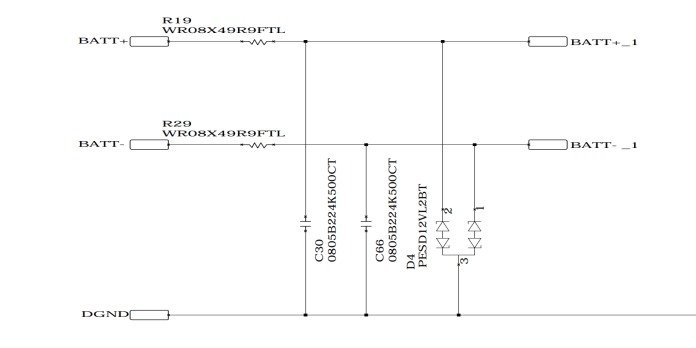 R19
WR08X49R9FTL
BATT+
BATT+_1
R29
WR08X49R9FTL
BATT-
BATT- _1
C30
0805B224K500CT
C66
0805B224K500CT
D4
PESD12VL2BT
2
1
3
DGND